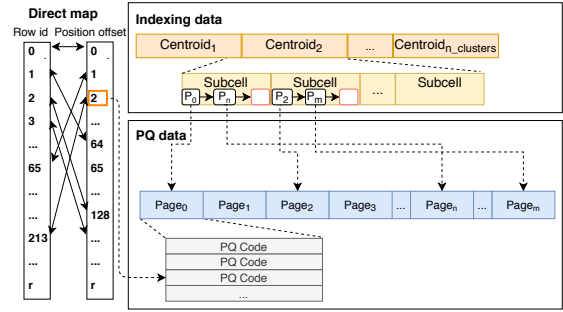 Direct map
Row id Position offset
0 0
1 1
2 2
3 ...
... 64
65 65
... ...
... 128
213 ...
... ...
r r
Indexing data
Centroid1 Centroid2 ... Centroidn_clusters
Subcell Subcell ... Subcell
P0 Pn P2 Pm
PQ data
Page0 Page1 Page2 Page3 ... Pagen ... Pagem
PQ Code
PQ Code
PQ Code
...